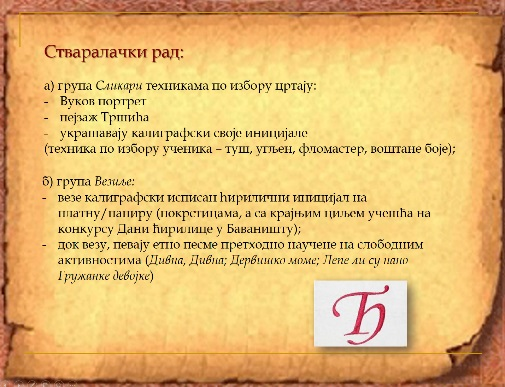 Стваралачки рад:
а) група Сликари техникама по избору цртају:
- Вуков портрет
- пејзаж Тршића
- украшавају калиграфски своје иницијале
(техника по избору ученика – туш, угљен, фломастер, воштане боје);
б) група Везиље:
- везе калиграфски исписан ћирилични иницијал на
платну/папиру (покрстицама, а са крајњим циљем учешћа на
конкурсу Дани ћирилице у Баваништу);
- док везу, певају етно песме претходно научене на слободним
активностима (Дивна, Дивна; Дервишко моме; Лепе ли су нано
Гружанке девојке)
Ђ